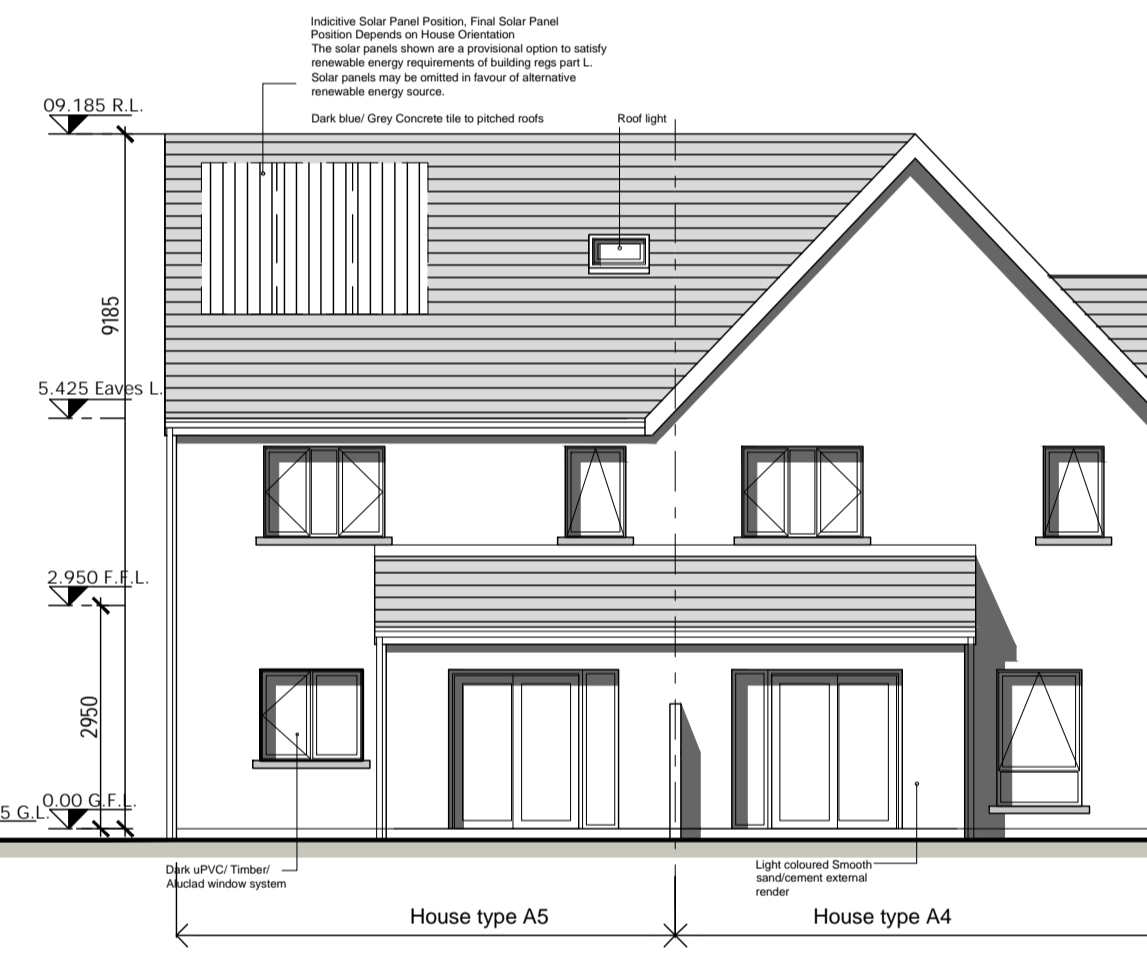 Indicitive Solar Panel Position, Final Solar Panel
Position Depends on House Orientation
The solar panels shown are a provisional option to satisfy
renewable energy requirements of building regs part L.
Solar panels may be omitted in favour of alternative
renewable energy source.
Dark blue/ Grey Concrete tile to pitched roofs
Roof light
09.185 R.L.
9185
5.425 Eaves L.
2.950 F.F.L.
2950
0.00 G.F.L.
5 G.L.
Dark uPVC/ Timber/
Aluclad window system
Light coloured Smooth
sand/cement external
render
House type A5
House type A4